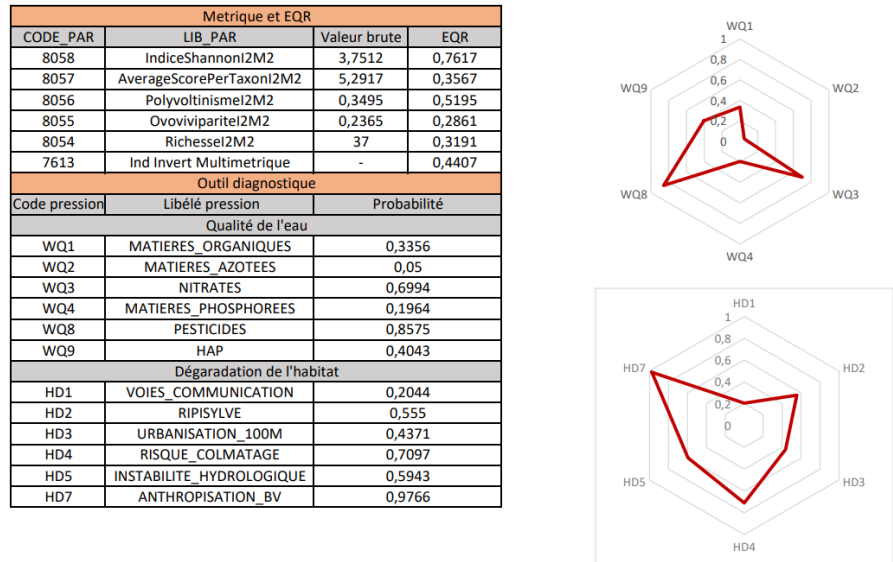 Metrique et EQR
CODE_PAR LIB_PAR Valeur brute EQR
8058 IndiceShannonI2M2 3,7512 0,7617
8057 AverageScorePerTaxonI2M2 5,2917 0,3567
8056 PolyvoltinismeI2M2 0,3495 0,5195
8055 OvovivipariteI2M2 0,2365 0,2861
8054 RichesseI2M2 37 0,3191
7613 Ind Invert Multimetrique - 0,4407
Outil diagnostique
Code pression Libélé pression Probabilité
Qualité de l'eau
WQ1 MATIERES_ORGANIQUES 0,3356
WQ2 MATIERES_AZOTEES 0,05
WQ3 NITRATES 0,6994
WQ4 MATIERES_PHOSPHOREES 0,1964
WQ8 PESTICIDES 0,8575
WQ9 HAP 0,4043
Dégaradation de l'habitat
HD1 VOIES_COMMUNICATION 0,2044
HD2 RIPISYLVE 0,555
HD3 URBANISATION_100M 0,4371
HD4 RISQUE_COLMATAGE 0,7097
HD5 INSTABILITE_HYDROLOGIQUE 0,5943
HD7 ANTHROPISATION_BV 0,9766
WQ1
1
0,8
WQ9 WQ2
0,6
0,4
0,2
0
WQ8 WQ3
WQ4
HD1
1
0,8
HD7 HD2
0,6
0,4
0,2
0
HD5 HD3
HD4